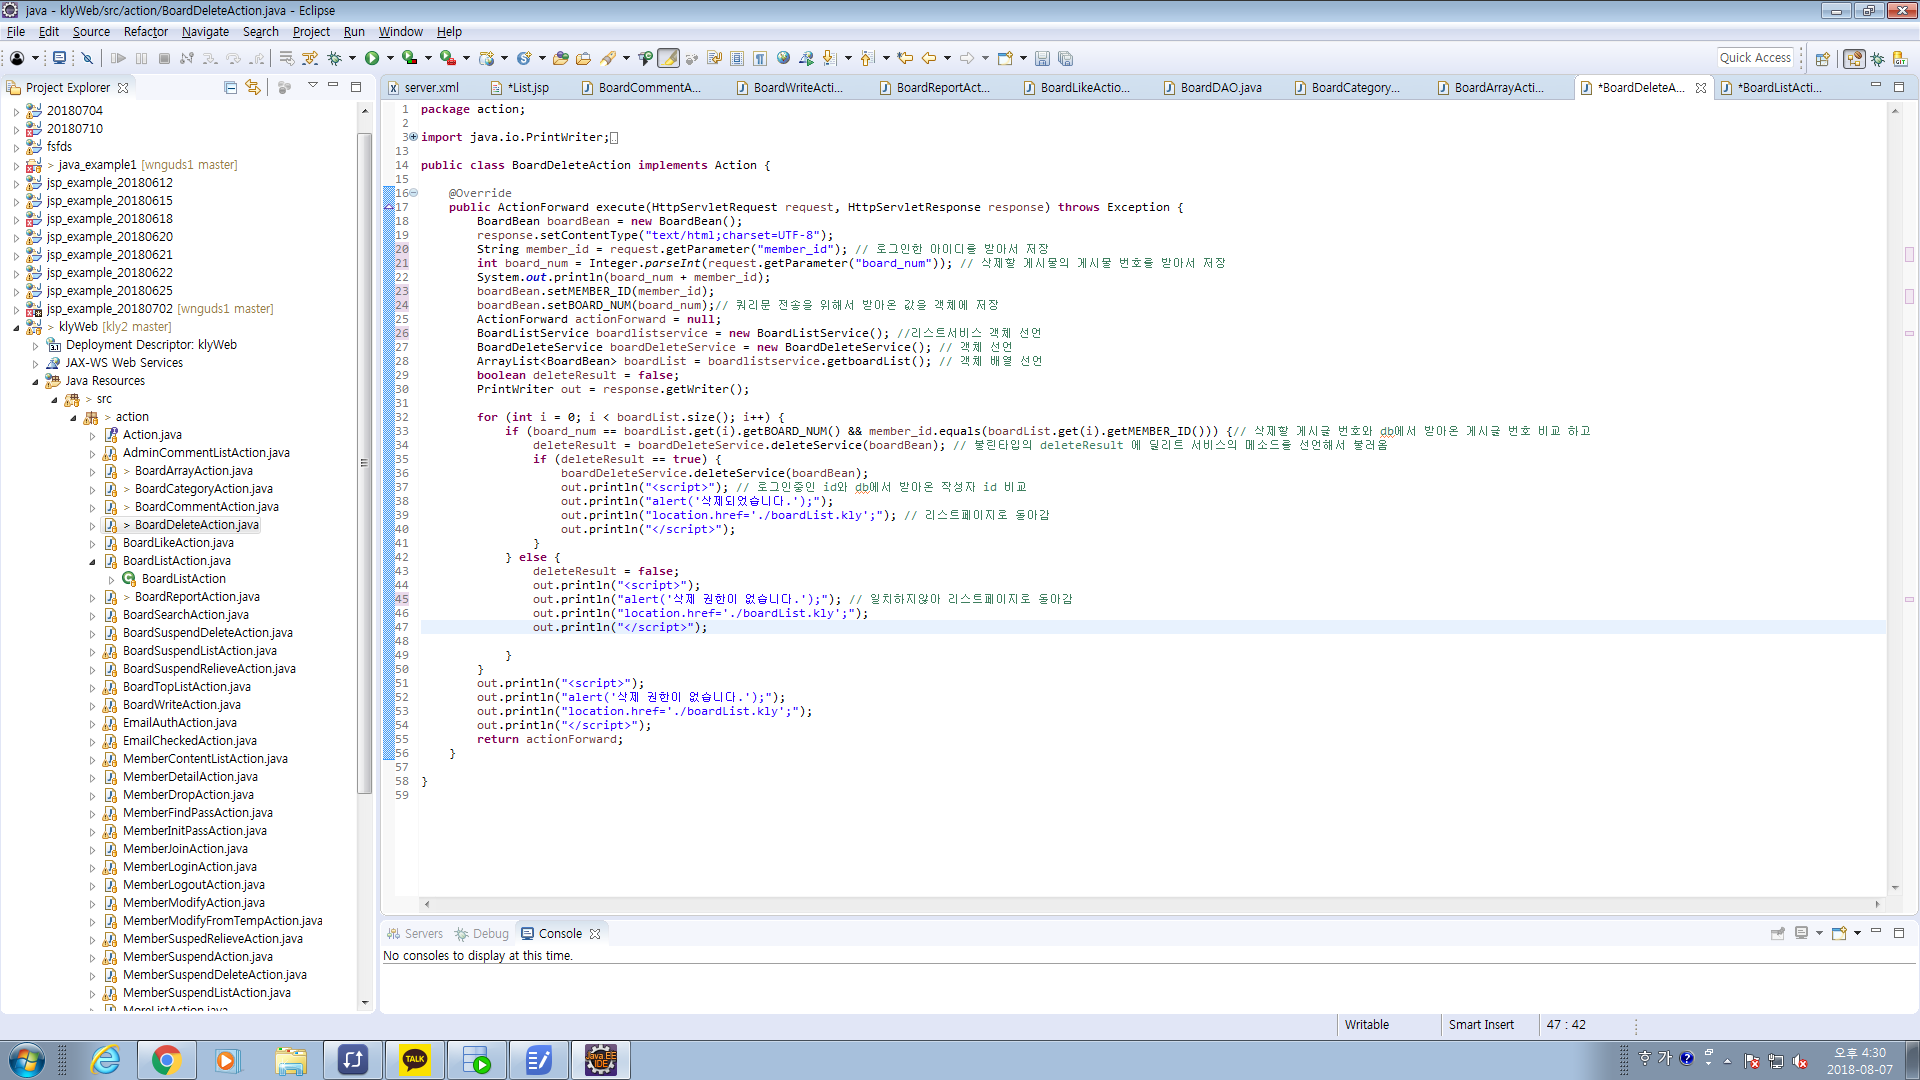 java - klyWeb/src/action/BoardDeleteAction.java - Eclipse
File Edit Source Refactor Navigate Search Project Run Window Help
Quick Access
Project Explorer
server.xml *List.jsp BoardCommentA... BoardWriteActi... BoardReportAct... BoardLikeActio... BoardDAO.java BoardCategory... BoardArrayActi... *BoardDeleteA... *BoardListActi...
20180704
20180710
fsfds
> java_example1 [wnguds1 master]
jsp_example_20180612
jsp_example_20180615
jsp_example_20180618
jsp_example_20180620
jsp_example_20180621
jsp_example_20180622
jsp_example_20180625
jsp_example_20180702 [wnguds1 master]
> klyWeb [kly2 master]
Deployment Descriptor: klyWeb
JAX-WS Web Services
Java Resources
> src
> action
Action.java
AdminCommentListAction.java
> BoardArrayAction.java
> BoardCategoryAction.java
> BoardCommentAction.java
> BoardDeleteAction.java
BoardLikeAction.java
BoardListAction.java
BoardListAction
> BoardReportAction.java
BoardSearchAction.java
BoardSuspendDeleteAction.java
BoardSuspendListAction.java
BoardSuspendRelieveAction.java
BoardTopListAction.java
BoardWriteAction.java
EmailAuthAction.java
EmailCheckedAction.java
MemberContentListAction.java
MemberDetailAction.java
MemberDropAction.java
MemberFindPassAction.java
MemberInitPassAction.java
MemberJoinAction.java
MemberLoginAction.java
MemberLogoutAction.java
MemberModifyAction.java
MemberModifyFromTempAction.java
MemberSuspedRelieveAction.java
MemberSuspendAction.java
MemberSuspendDeleteAction.java
MemberSuspendListAction.java
MoreListAction.java
1 package action;
2
3 import java.io.PrintWriter;
13
14 public class BoardDeleteAction implements Action {
15
16 @Override
17 public ActionForward execute(HttpServletRequest request, HttpServletResponse response) throws Exception {
18 BoardBean boardBean = new BoardBean();
19 response.setContentType("text/html;charset=UTF-8");
20 String member_id = request.getParameter("member_id"); // 로그인한 아이디를 받아서 저장
21 int board_num = Integer.parseInt(request.getParameter("board_num")); // 삭제할 게시물의 게시물 번호를 받아서 저장
22 System.out.println(board_num + member_id);
23 boardBean.setMEMBER_ID(member_id);
24 boardBean.setBOARD_NUM(board_num);// 쿼리문 전송을 위해서 받아온 값을 객체에 저장
25 ActionForward actionForward = null;
26 BoardListService boardlistservice = new BoardListService(); //리스트서비스 객체 선언
27 BoardDeleteService boardDeleteService = new BoardDeleteService(); // 객체 선언
28 ArrayList<BoardBean> boardList = boardlistservice.getboardList(); // 객체 배열 선언
29 boolean deleteResult = false;
30 PrintWriter out = response.getWriter();
31
32 for (int i = 0; i < boardList.size(); i++) {
33 if (board_num == boardList.get(i).getBOARD_NUM() && member_id.equals(boardList.get(i).getMEMBER_ID())) {// 삭제할 게시글 번호와 db에서 받아온 게시글 번호 비교 하고
34 deleteResult = boardDeleteService.deleteService(boardBean); // 불린타입의 deleteResult 에 딜리트 서비스의 메소드를 선언해서 불러옴
35 if (deleteResult == true) {
36 boardDeleteService.deleteService(boardBean);
37 out.println("<script>"); // 로그인중인 id와 db에서 받아온 작성자 id 비교
38 out.println("alert('삭제되었습니다.');");
39 out.println("location.href='./boardList.kly';"); // 리스트페이지로 돌아감
40 out.println("</script>");
41 }
42 } else {
43 deleteResult = false;
44 out.println("<script>");
45 out.println("alert('삭제 권한이 없습니다.');"); // 일치하지않아 리스트페이지로 돌아감
46 out.println("location.href='./boardList.kly';");
47 out.println("</script>");
48
49 }
50 }
51 out.println("<script>");
52 out.println("alert('삭제 권한이 없습니다.');");
53 out.println("location.href='./boardList.kly';");
54 out.println("</script>");
55 return actionForward;
56 }
57
58 }
59
Servers Debug Console
No consoles to display at this time.
Writable Smart Insert 47 : 42
TALK
Java EE
IDE
가
오후 4:30
2018-08-07